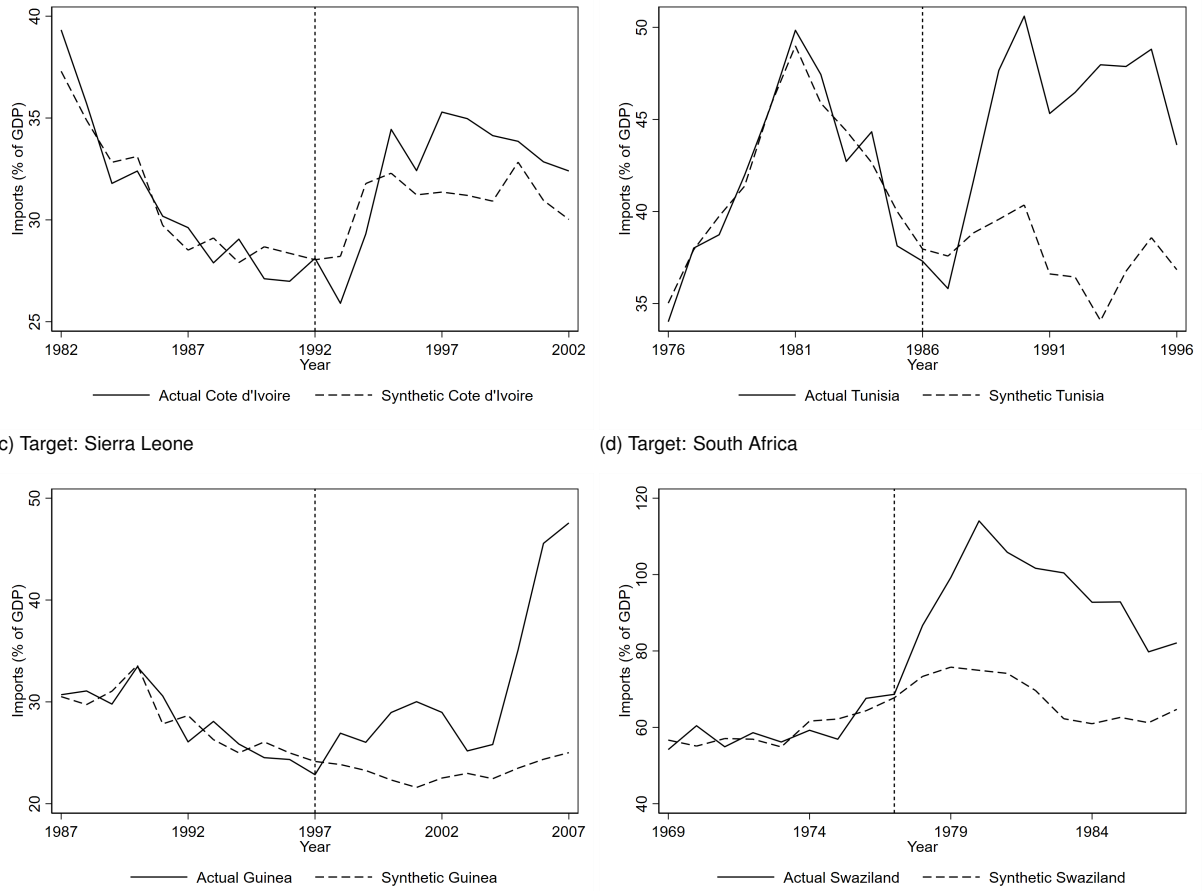 40
35
30
25
Imports (% of GDP)
1982 1987 1992 1997 2002
Year
Actual Cote d'Ivoire Synthetic Cote d'Ivoire
50
45
40
35
Imports (% of GDP)
1976 1981 1986 1991 1996
Year
Actual Tunisia Synthetic Tunisia
c) Target: Sierra Leone
(d) Target: South Africa
50
40
30
20
Imports (% of GDP)
1987 1992 1997 2002 2007
Year
Actual Guinea Synthetic Guinea
120
100
80
60
40
Imports (% of GDP)
1969 1974 1979 1984
Year
Actual Swaziland Synthetic Swaziland